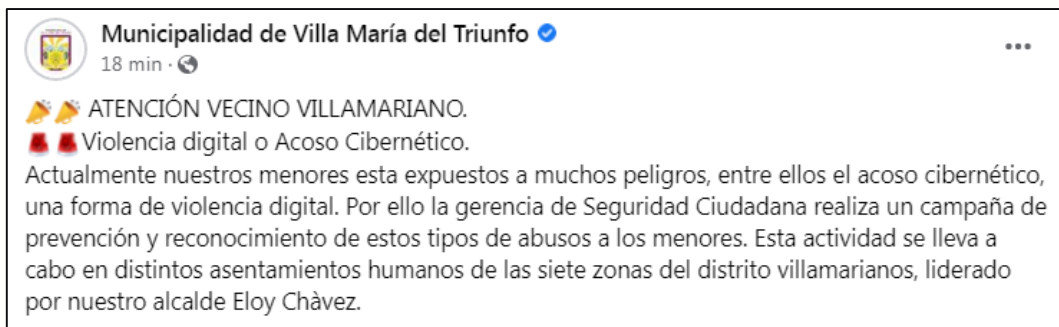 Municipalidad de Villa María del Triunfo
18 min ·
ATENCIÓN VECINO VILLAMARIANO.
Violencia digital o Acoso Cibernético.
Actualmente nuestros menores esta expuestos a muchos peligros, entre ellos el acoso cibernético,
una forma de violencia digital. Por ello la gerencia de Seguridad Ciudadana realiza un campaña de
prevención y reconocimiento de estos tipos de abusos a los menores. Esta actividad se lleva a
cabo en distintos asentamientos humanos de las siete zonas del distrito villamarianos, liderado
por nuestro alcalde Eloy Chàvez.